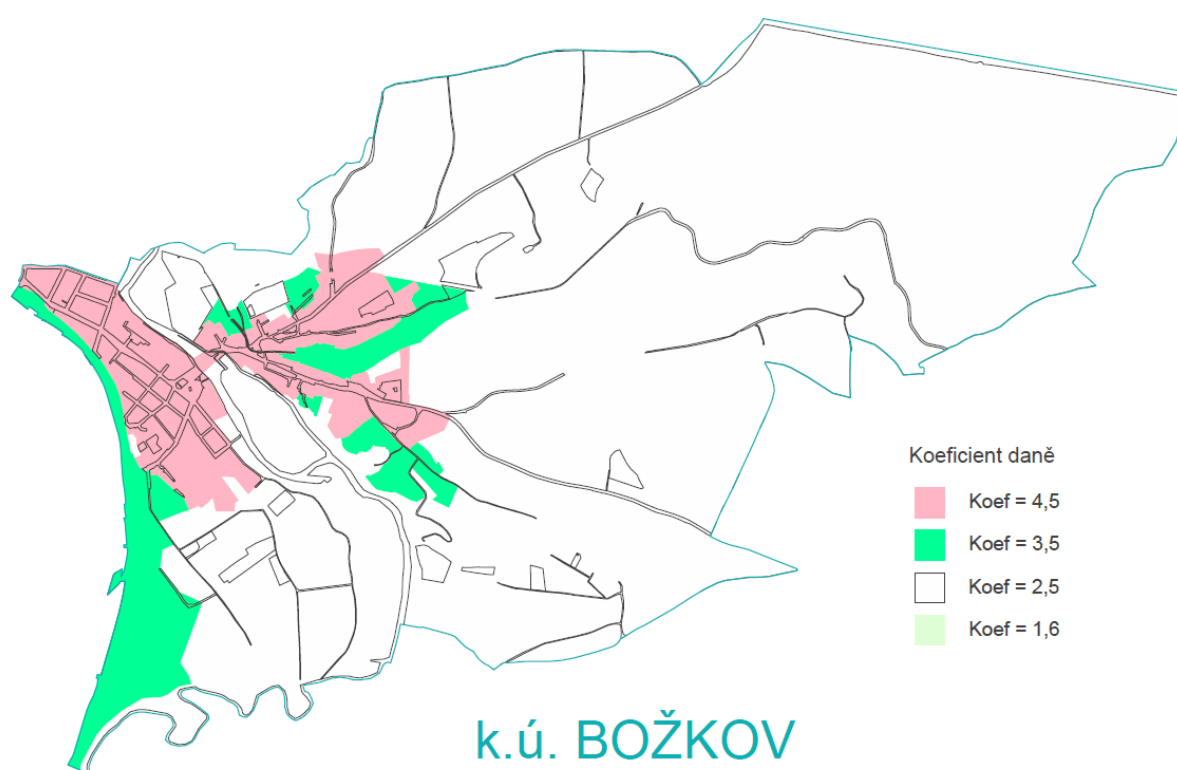 Koeficient daně
Koef = 4,5
Koef = 3,5
Koef = 2,5
Koef = 1,6
k.ú. BOŽKOV